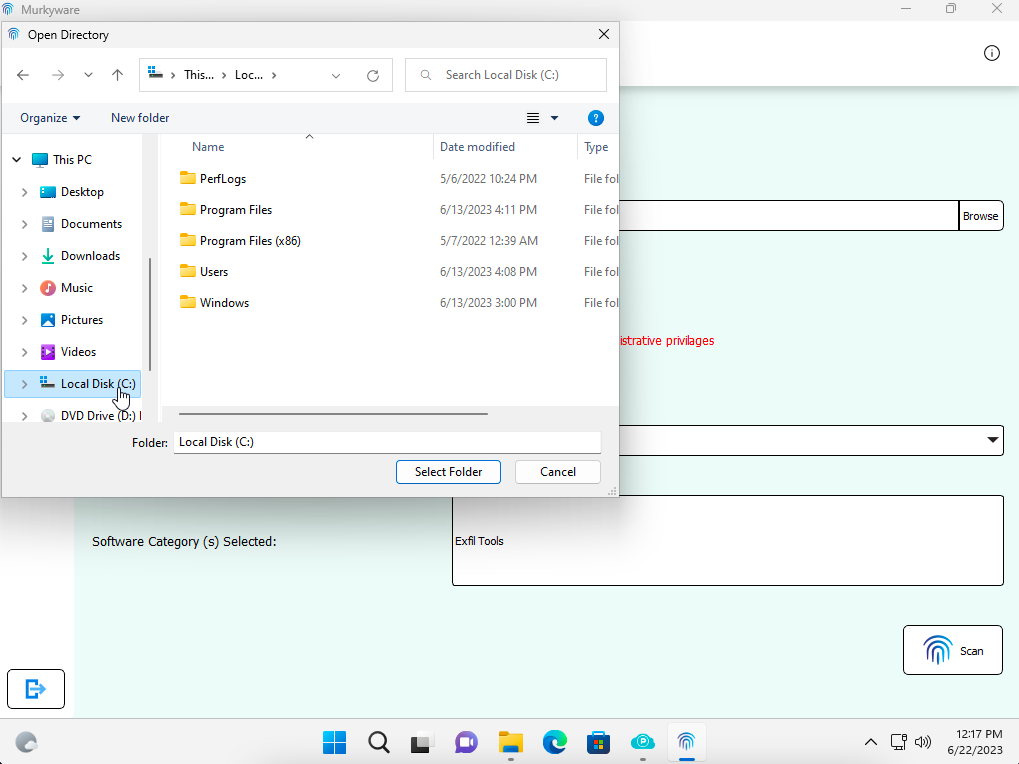 Murkyware
Open Directory
This... Loc...
Search Local Disk (C:)
Organize
New folder
?
Name
Date modified
Type
This PC
Desktop
Documents
Downloads
Music
Pictures
Videos
Local Disk (C:)
DVD Drive (D:)
PerfLogs 5/6/2022 10:24 PM File fol
Program Files 6/13/2023 4:11 PM File fol
Program Files (x86) 5/7/2022 12:39 AM File fol
Users 6/13/2023 4:08 PM File fol
Windows 6/13/2023 3:00 PM File fol
Folder: Local Disk (C:)
Select Folder
Cancel
Browse
istrative privilages
Software Category (s) Selected:
Exfil Tools
Scan
12:17 PM
6/22/2023